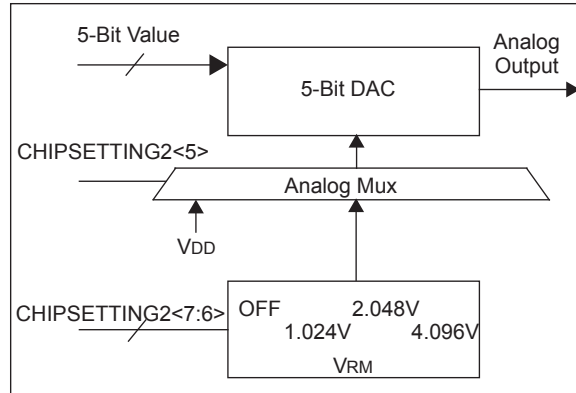 5-Bit Value
Analog
Output
5-Bit DAC
CHIPSETTING2<5>
Analog Mux
VDD
CHIPSETTING2<7:6>
OFF 2.048V
1.024V 4.096V
VRM